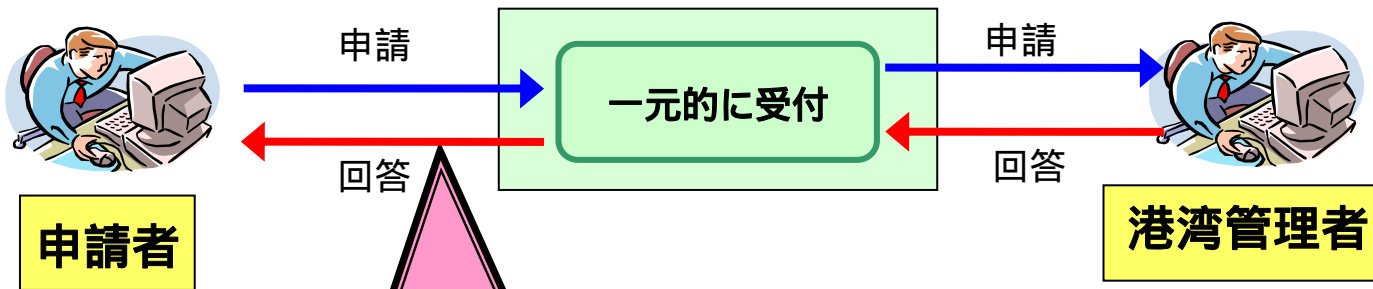 申請
申請
一元的に受付
回答
回答
申請者
港湾管理者